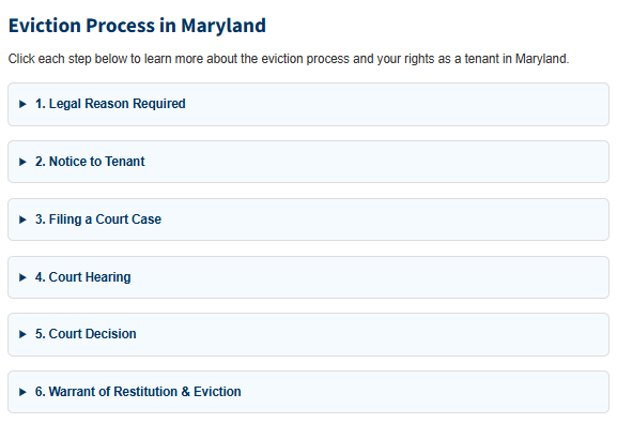 Eviction Process in Maryland
Click each step below to learn more about the eviction process and your rights as a tenant in Maryland.
1. Legal Reason Required
2. Notice to Tenant
3. Filing a Court Case
4. Court Hearing
5. Court Decision
6. Warrant of Restitution & Eviction